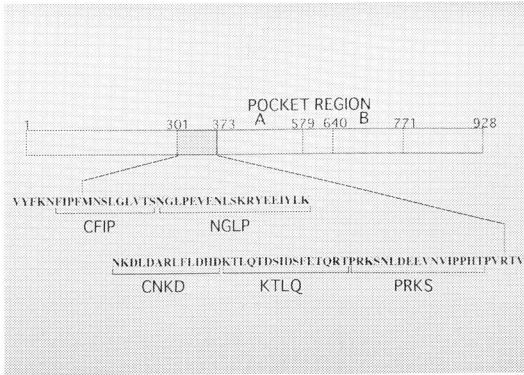 POCKET REGION
A B
1 301 373 579 640 771 928
VYFKNFIPFMNSLGLVTSNGLPEVENLSKRYEEIYLK
CFIP NGLP
NKDLDARLFLDHDKTLQTDSIDSFETQRTPRKSNLDEEVNVIPPHTPVRTV
CNKD KTLQ PRKS